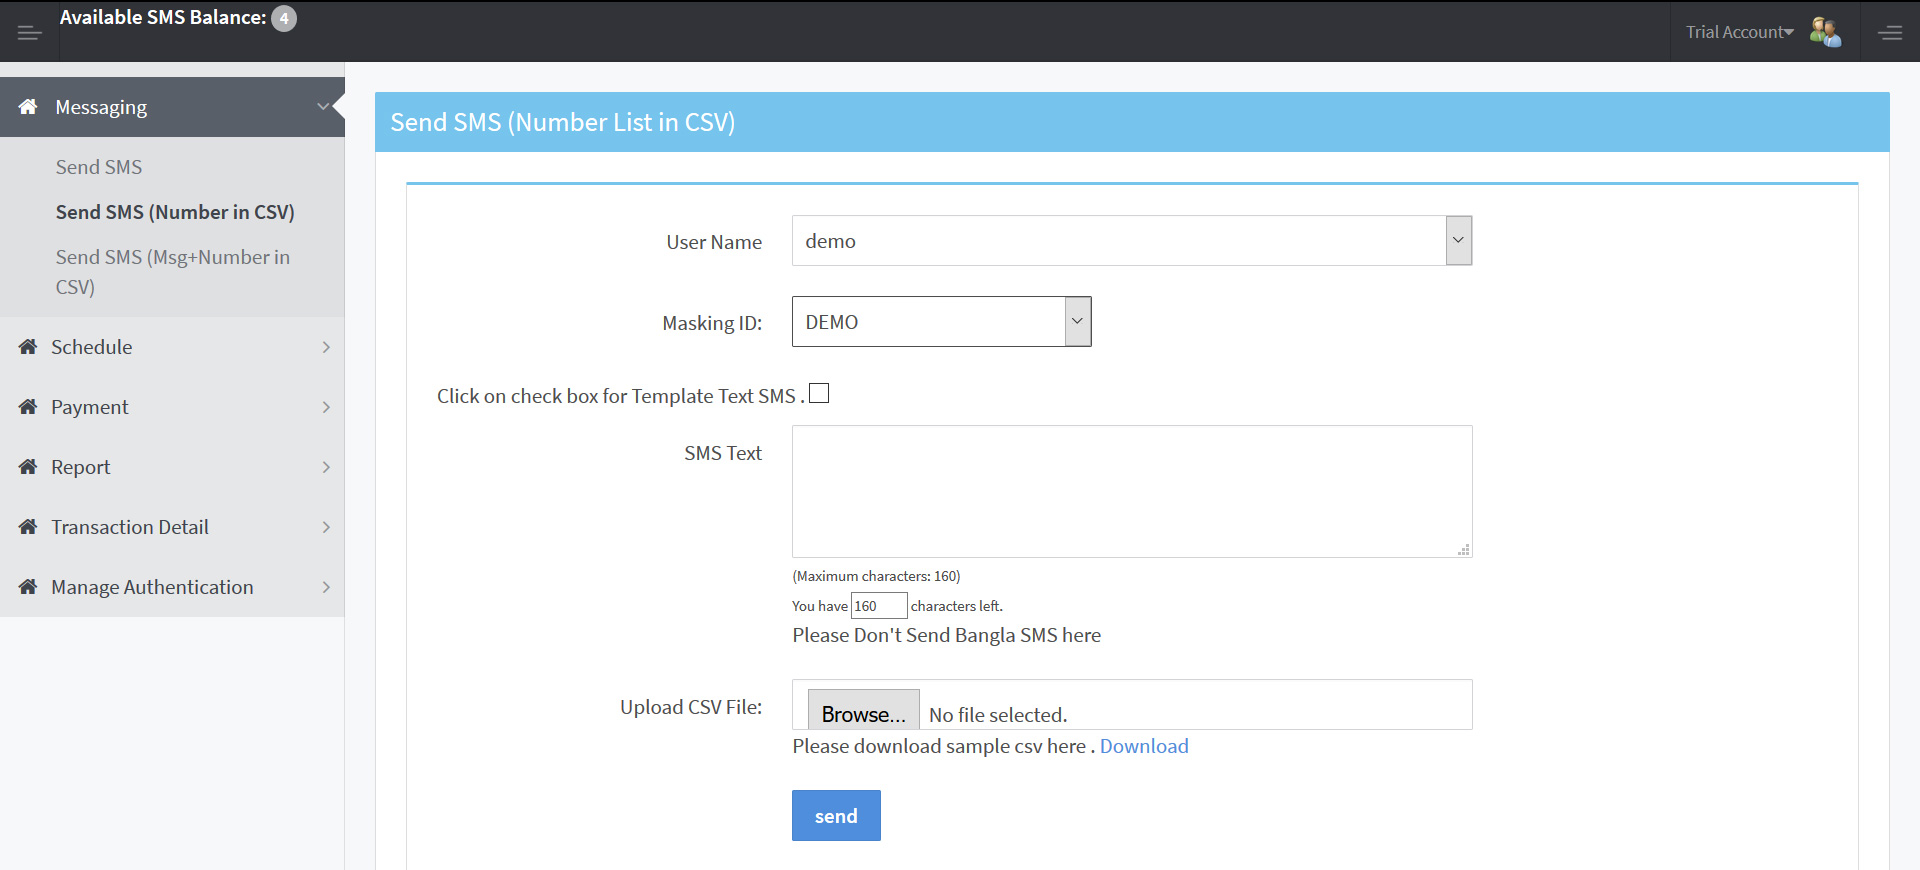 Available SMS Balance: 4
Trial Account
Messaging
Send SMS
Send SMS (Number in CSV)
Send SMS (Msg+Number in
CSV)
Schedule
Payment
Report
Transaction Detail
Manage Authentication
Send SMS (Number List in CSV)
User Name demo
Masking ID: DEMO
Click on check box for Template Text SMS .
SMS Text
(Maximum characters: 160)
You have 160 characters left.
Please Don't Send Bangla SMS here
Upload CSV File: Browse... No file selected.
Please download sample csv here . Download
send